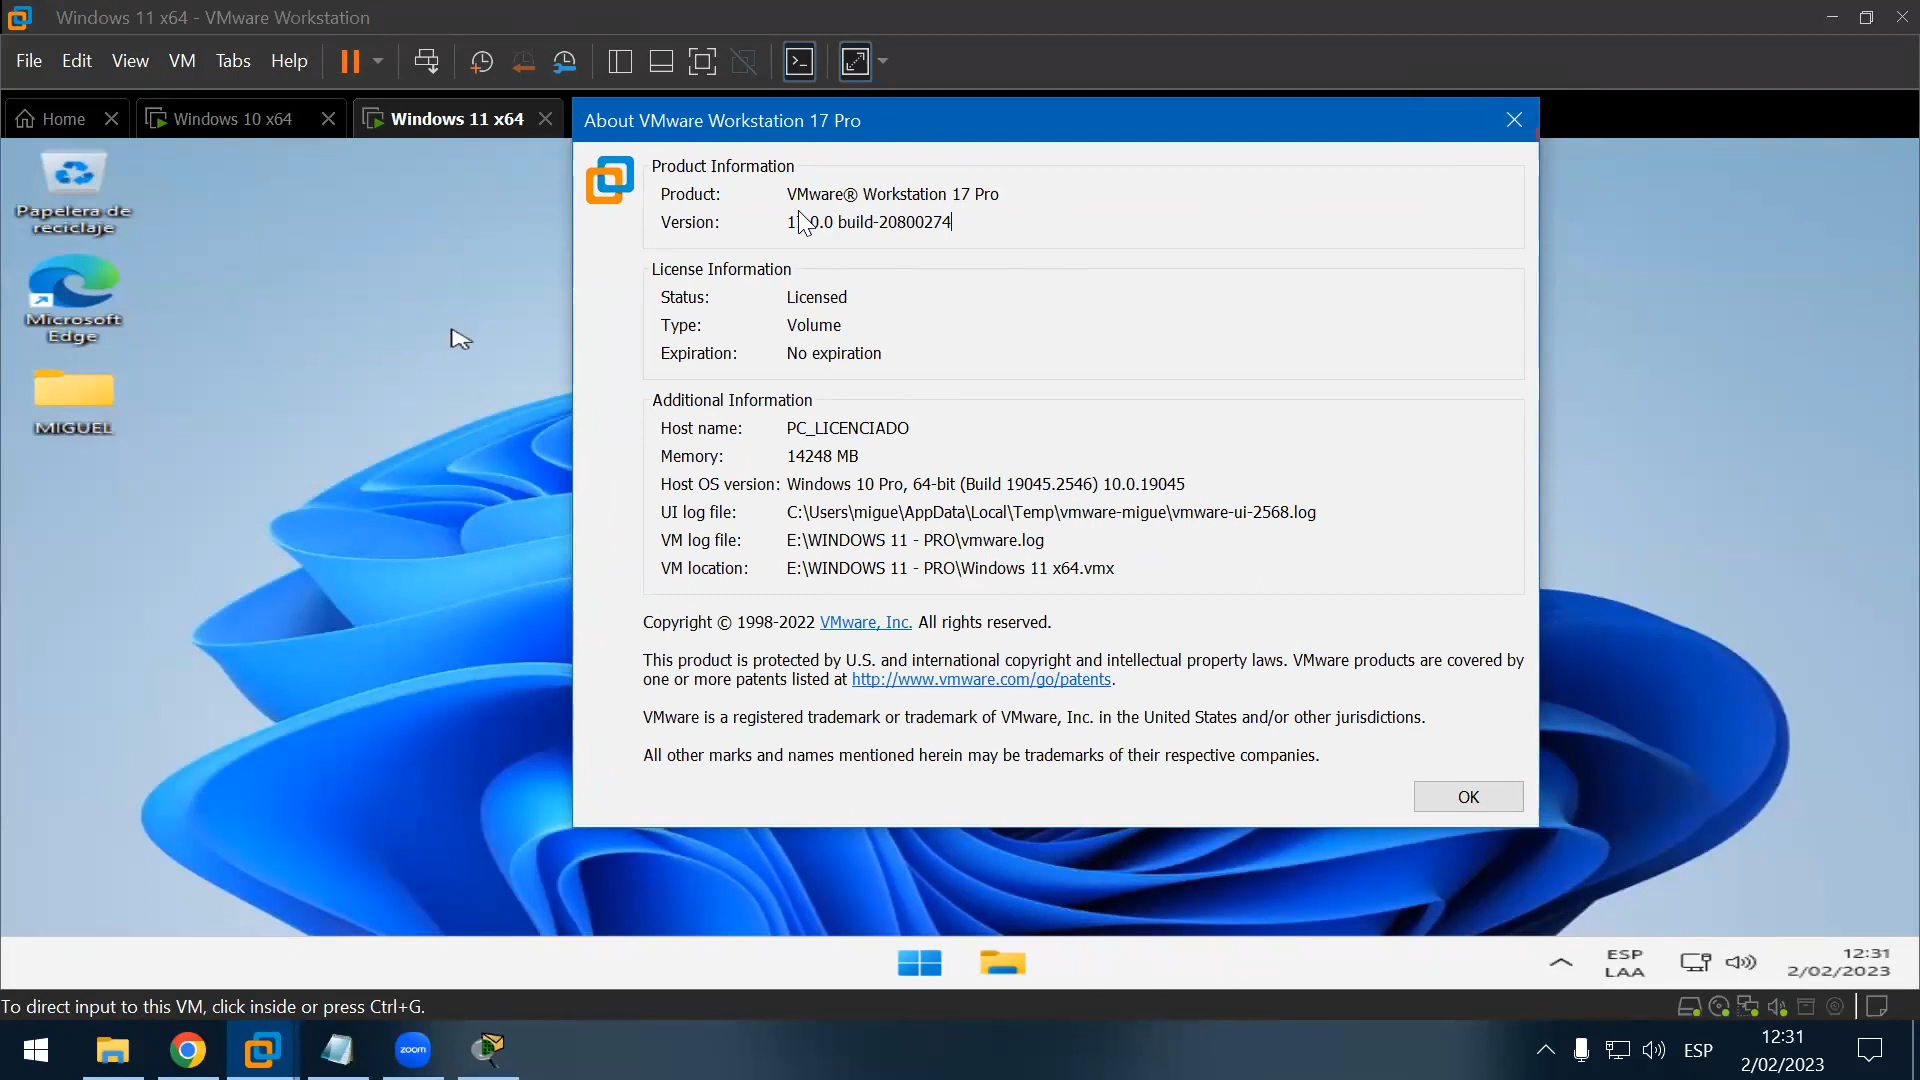 Windows 11 x64 - VMware Workstation
File Edit View VM Tabs Help
Home Windows 10 x64 Windows 11 x64
About VMware Workstation 17 Pro
Papelera de
reciclaje
Microsoft
Edge
MIGUEL
Product Information
Product: VMware® Workstation 17 Pro
Version: build-20800274
License Information
Status: Licensed
Type: Volume
Expiration: No expiration
Additional Information
Host name: PC_LICENCIADO
Memory: 14248 MB
Host OS version: Windows 10 Pro, 64-bit (Build 19045.2546) 10.0.19045
UI log file: C:\Users\migue\AppData\Local\Temp\vmware-migue\vmware-ui-2568.log
VM log file: E:\WINDOWS 11 - PRO\vmware.log
VM location: E:\WINDOWS 11 - PRO\Windows 11 x64.vmx
Copyright © 1998-2022 VMware, Inc. All rights reserved.
This product is protected by U.S. and international copyright and intellectual property laws. VMware products are covered by
one or more patents listed at http://www.vmware.com/go/patents.
VMware is a registered trademark or trademark of VMware, Inc. in the United States and/or other jurisdictions.
All other marks and names mentioned herein may be trademarks of their respective companies.
OK
ESP
LAA
12:31
2/02/2023
To direct input to this VM, click inside or press Ctrl+G.
zoom
ESP
12:31
2/02/2023